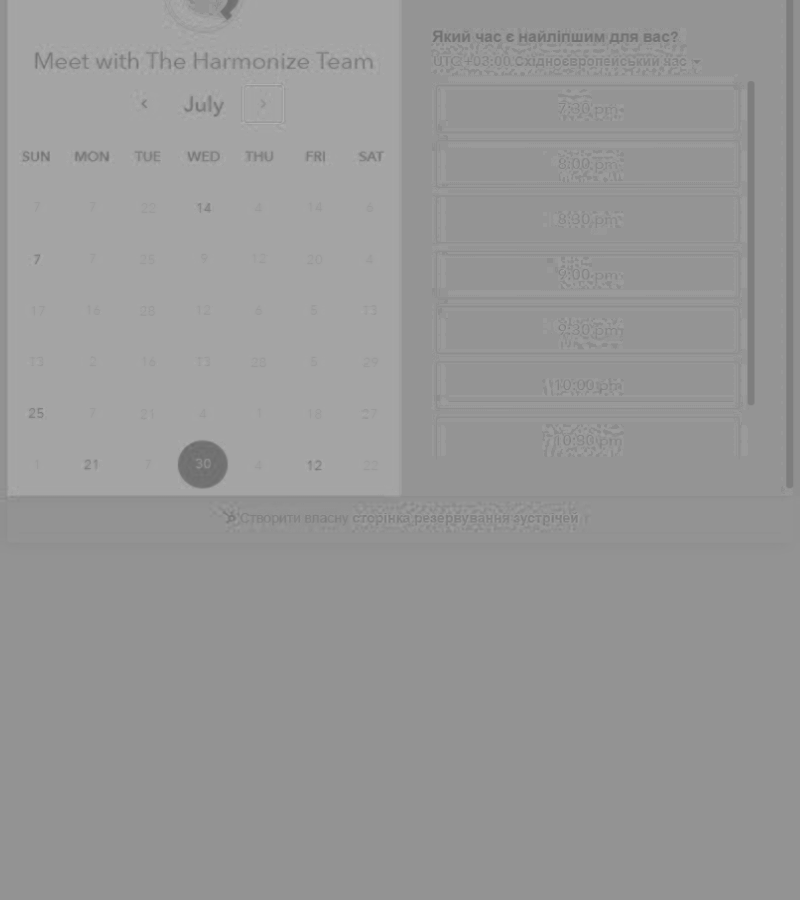 Meet with The Harmonize Team
July
SUN MON TUE WED THU FRI SAT
7 7 14 4 14 6
7 7 9 12 20 4
17 16 28 12 6 5 13
13 2 16 13 22 5 29
25 7 21 4 1 18 27
1 21 7 30 4 12 22
Який час є найліпшим для вас?
UTC+03:00 Східноєвропейський час
7:30 pm
8:00 pm
8:30 pm
9:00 pm
9:30 pm
10:00 pm
10:30 pm
Створити власну сторінка резервування зустрічей